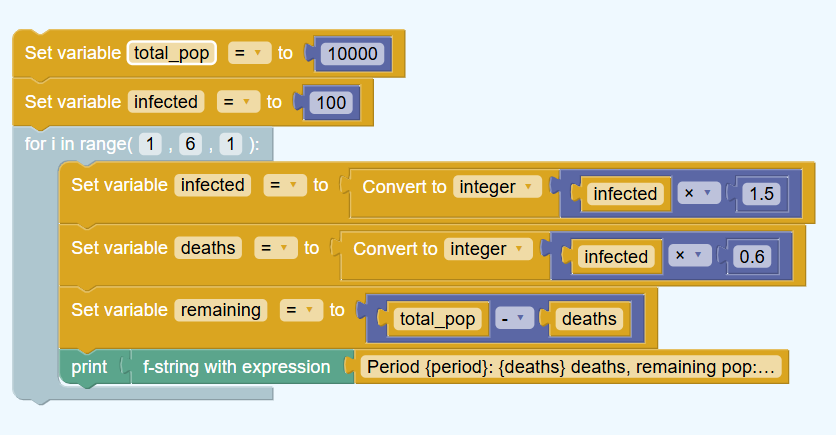 Set variable total_pop = to 10000
Set variable infected = to 100
for i in range( 1 , 6 , 1 ):
Set variable infected = to Convert to integer infected × 1.5
Set variable deaths = to Convert to integer infected × 0.6
Set variable remaining = to total_pop - deaths
print f-string with expression Period {period}: {deaths} deaths, remaining pop:...